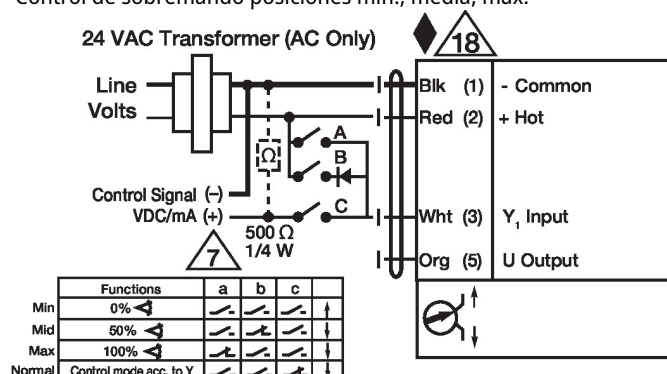 Control de sobremando posiciones mín., media, máx.
24 VAC Transformer (AC Only)
18
Line
Volts
Blk (1) - Common
Red (2) + Hot
A
Ω
B
Control Signal (–)
VDC/mA (+)
C
Wht (3) Y1 Input
500 Ω
1/4 W
7
Org (5) U Output
Functions a b c
Min 0%
Mid 50%
Max 100%
Normal Control mode acc. to Y